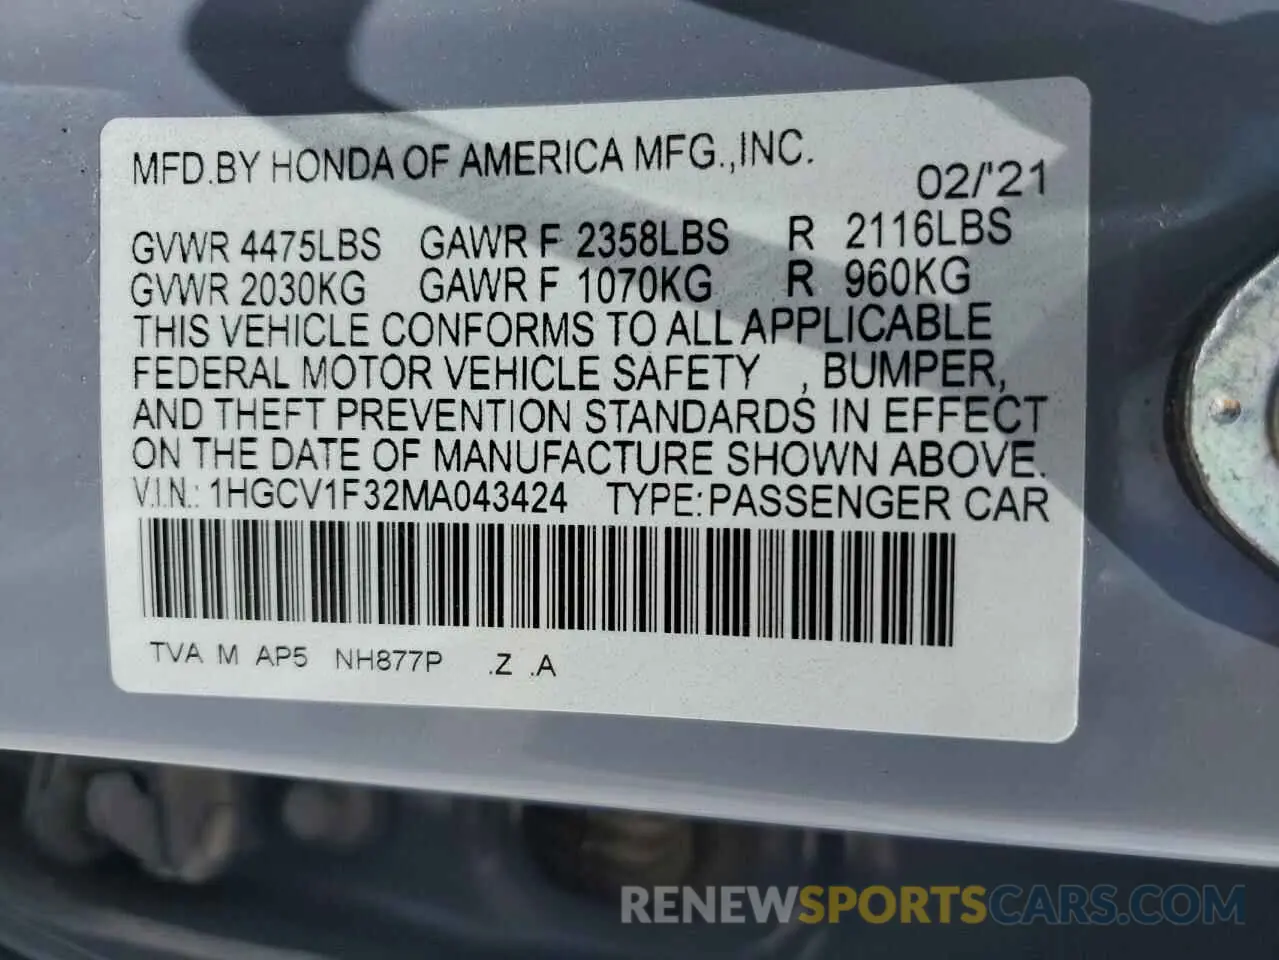 MFD.BY HONDA OF AMERICA MFG.,INC.
02/'21
GVWR 4475LBS GAWR F 2358LBS R 2116LBS
GVWR 2030KG GAWR F 1070KG R 960KG
THIS VEHICLE CONFORMS TO ALL APPLICABLE
FEDERAL MOTOR VEHICLE SAFETY , BUMPER,
AND THEFT PREVENTION STANDARDS IN EFFECT
ON THE DATE OF MANUFACTURE SHOWN ABOVE.
V.I.N.: 1HGCV1F32MA043424 TYPE:PASSENGER CAR
TVA M AP5 NH877P .Z .A
RENEWSPORTSCARS.COM